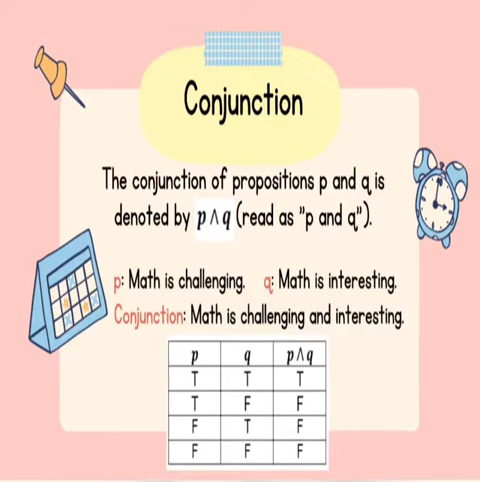 Conjunction
The conjunction of propositions p and q is
denoted by p ∧ q (read as "p and q").
p: Math is challenging. q: Math is interesting.
Conjunction: Math is challenging and interesting.
p q p ∧ q
T T T
T F F
F T F
F F F